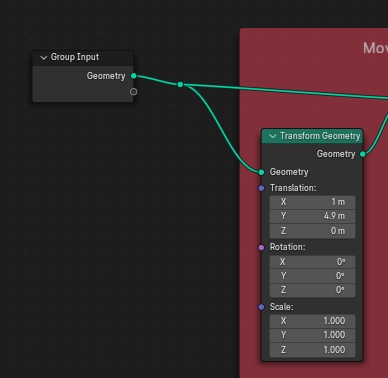 Mov
Group Input
Geometry
Transform Geometry
Geometry
Geometry
Translation:
X 1 m
Y 4.9 m
Z 0 m
Rotation:
X 0°
Y 0°
Z 0°
Scale:
X 1.000
Y 1.000
Z 1.000